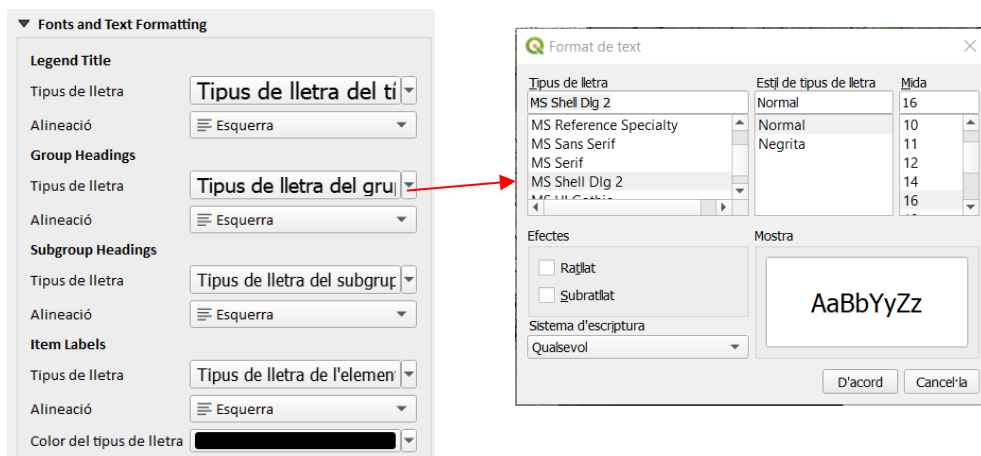 Fonts and Text Formatting
Legend Title
Tipus de lletra
Tipus de lletra del tí
Alineació
Esquerra
Group Headings
Tipus de lletra
Tipus de lletra del gru
Alineació
Esquerra
Subgroup Headings
Tipus de lletra
Tipus de lletra del subgrup
Alineació
Esquerra
Item Labels
Tipus de lletra
Tipus de lletra de l'element
Alineació
Esquerra
Color del tipus de lletra
Format de text
Tipus de lletra
MS Shell Dlg 2
MS Reference Specialty
MS Sans Serif
MS Serif
MS Shell Dlg 2
Estil de tipus de lletra
Normal
Normal
Negrita
Mida
16
10
11
12
14
16
Efectes
Ratllat
Subratllat
Sistema d'escriptura
Qualsevol
Mostra
AaBbYyZz
D'acord
Cancel·la